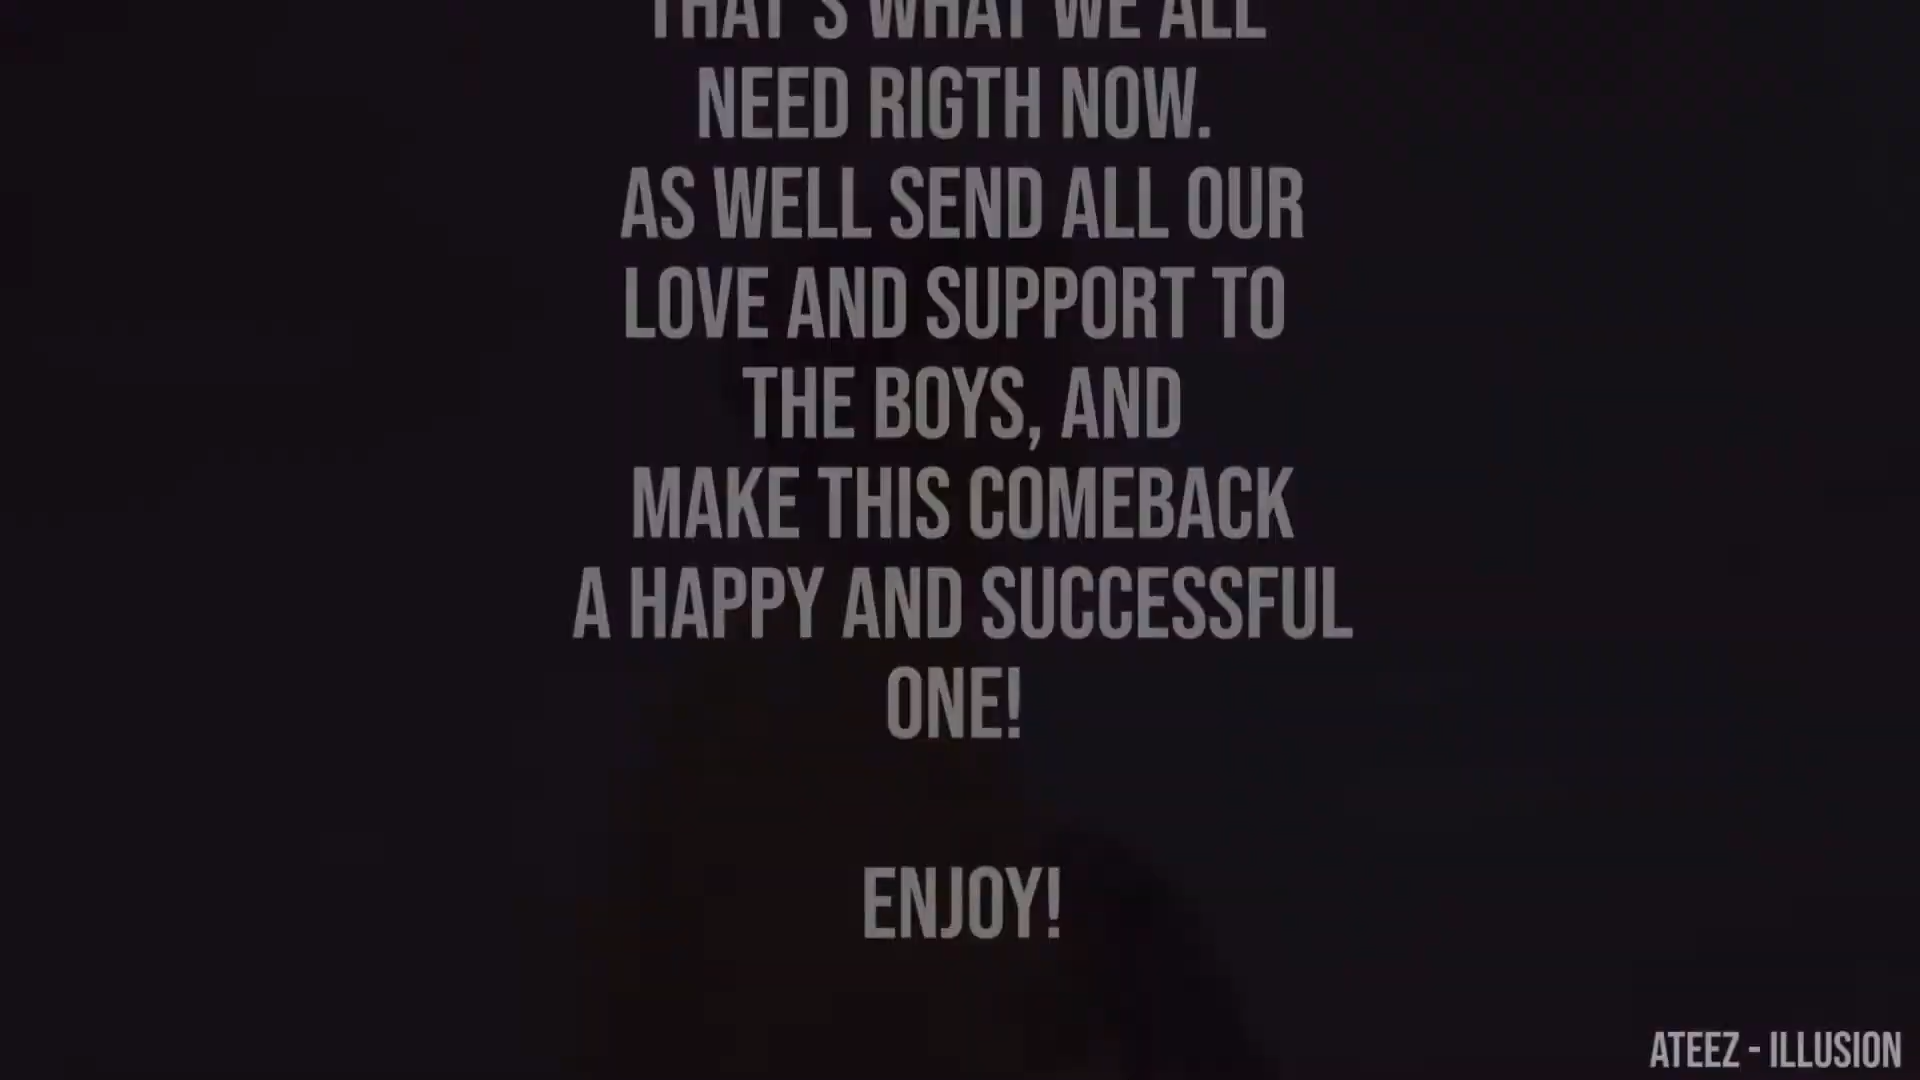 THAT'S WHAT WE ALL
NEED RIGTH NOW.
AS WELL SEND ALL OUR
LOVE AND SUPPORT TO
THE BOYS, AND
MAKE THIS COMEBACK
A HAPPY AND SUCCESSFUL
ONE!
ENJOY!
ATEEZ - ILLUSION